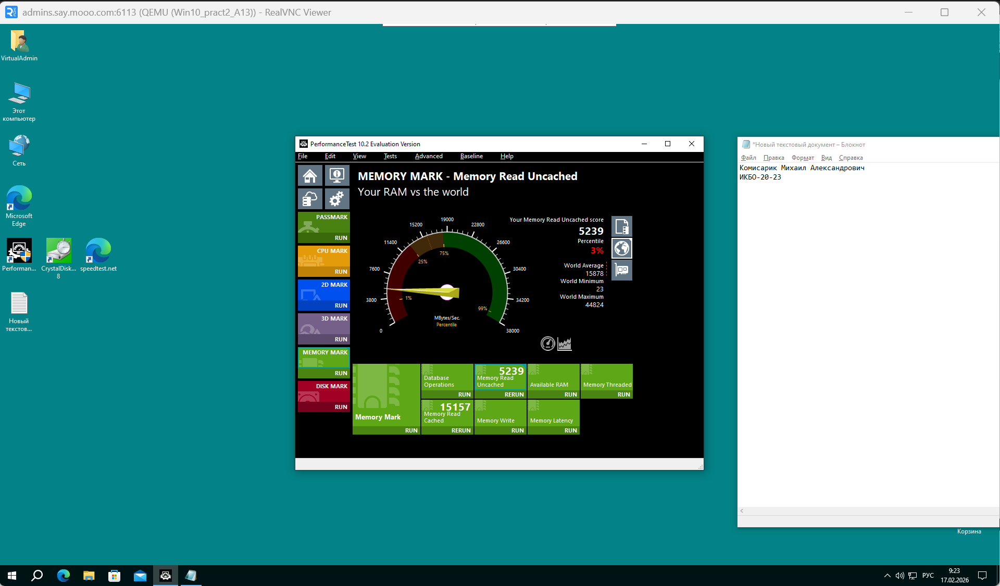 admins.say.mooo.com:6113 (QEMU (Win10_pract2_A13)) - RealVNC Viewer
VirtualAdmin
Этот
компьютер
Сеть
Microsoft
Edge
Performan...
CrystalDisk...
8
speedtest.net
Новый
текстов...
PerformanceTest 10.2 Evaluation Version
File Edit View Tests Advanced Baseline Help
MEMORY MARK - Memory Read Uncached
Your RAM vs the world
PASSMARK
RUN
CPU MARK
RUN
2D MARK
RUN
3D MARK
RUN
MEMORY MARK
RUN
DISK MARK
RUN
0
3800
7600
11400
15200
19000
22800
26600
30400
34200
38000
1%
25%
75%
99%
MBytes/Sec.
Percentile
Your Memory Read Uncached score
5239
Percentile
3%
World Average
15878
World Minimum
23
World Maximum
44824
Memory Mark
RUN
Database
Operations
RUN
5239
Memory Read
Uncached
RERUN
Available RAM
RUN
Memory Threaded
RUN
15157
Memory Read
Cached
RERUN
Memory Write
RUN
Memory Latency
RUN
*Новый текстовый документ – Блокнот
Файл Правка Формат Вид Справка
Комисарик Михаил Александрович
ИКБО-20-23
Корзина
РУС
9:23
17.02.2026